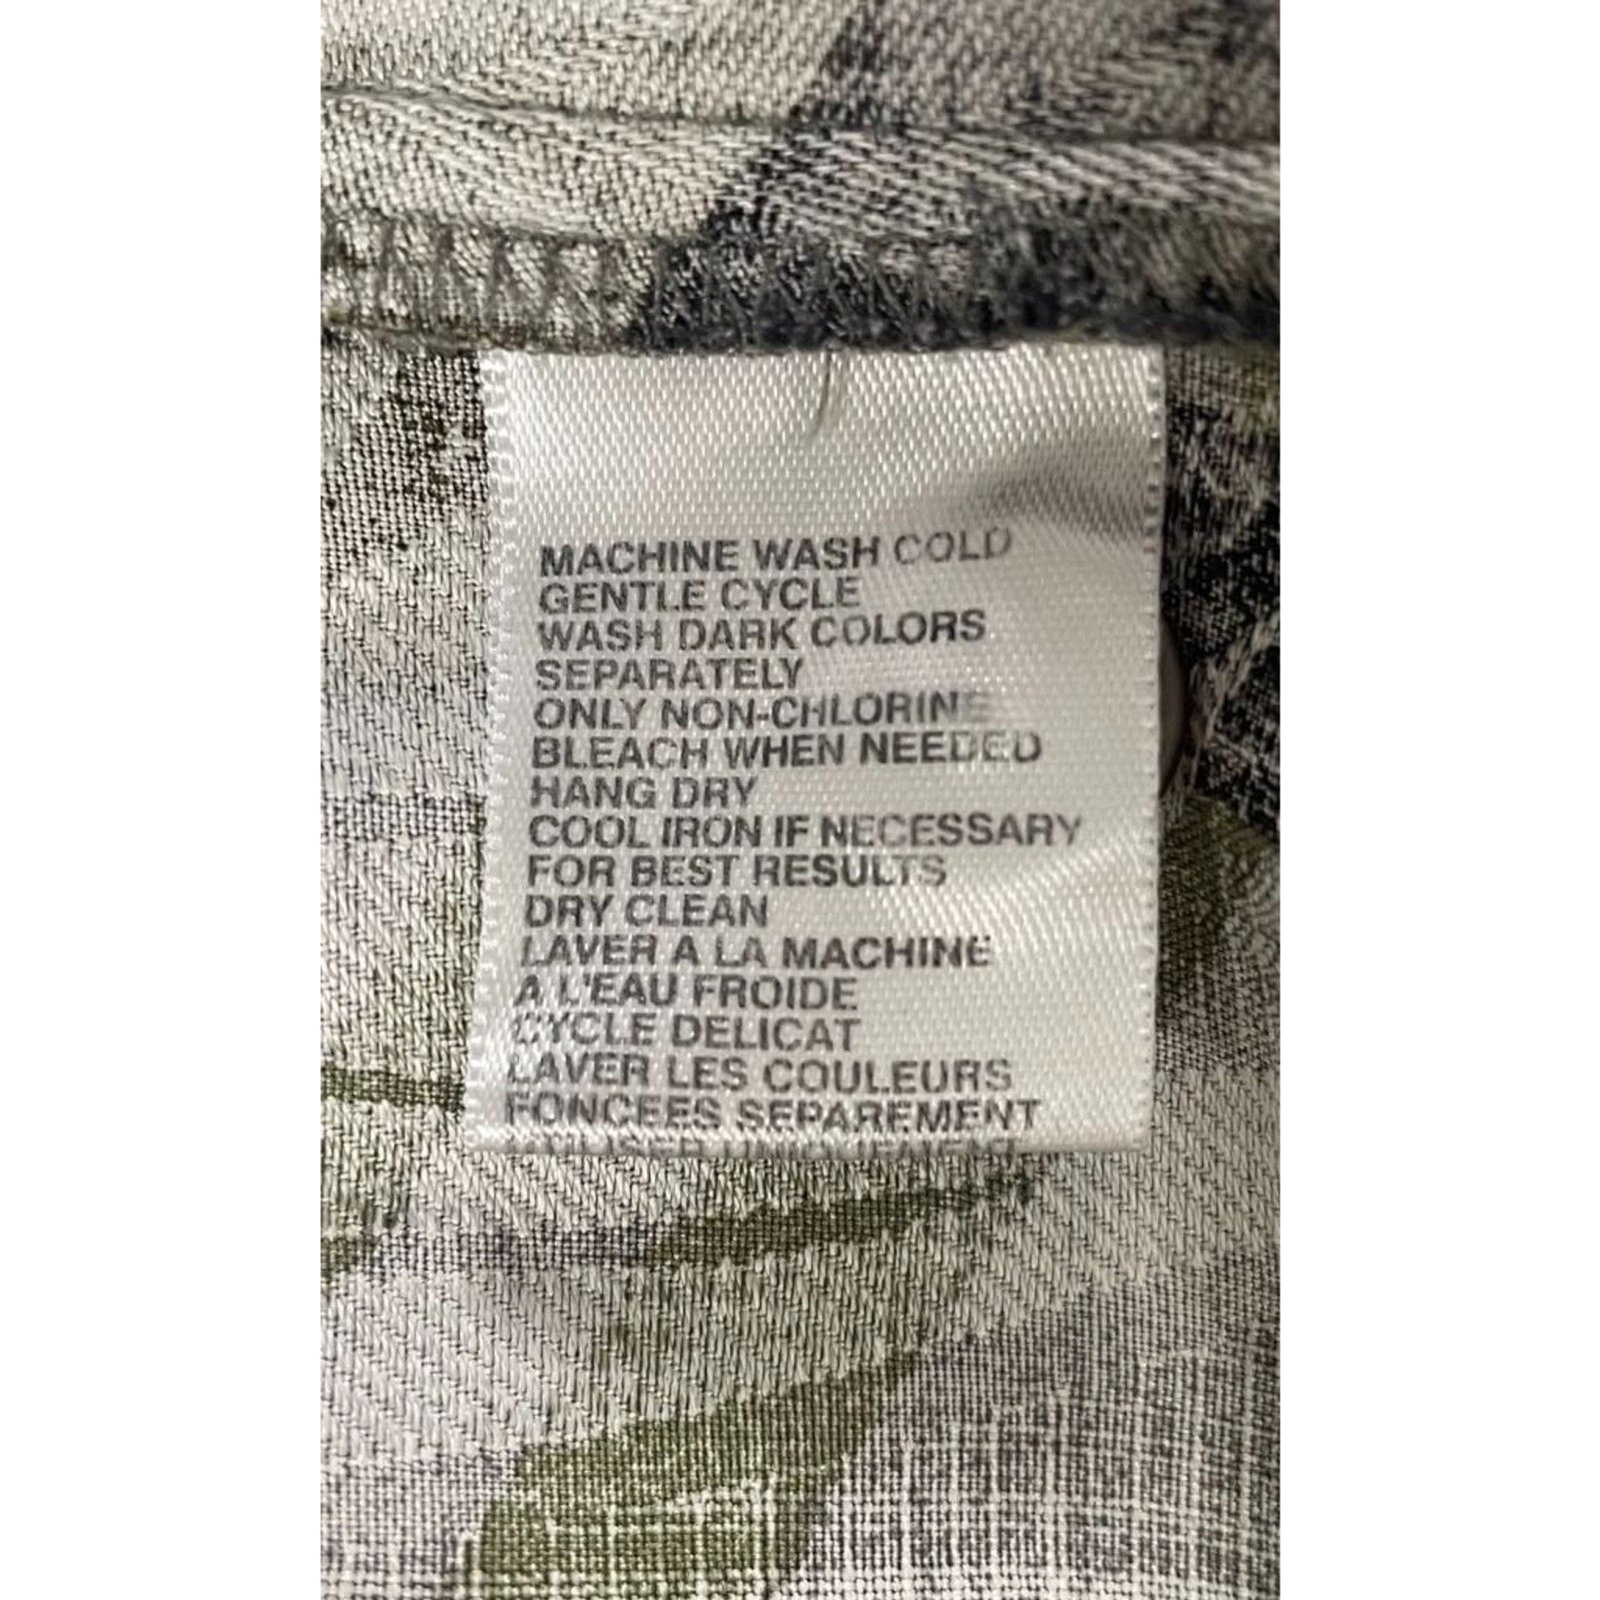 MACHINE WASH COLD
GENTLE CYCLE
WASH DARK COLORS
SEPARATELY
ONLY NON-CHLORINE
BLEACH WHEN NEEDED
HANG DRY
COOL IRON IF NECESSARY
FOR BEST RESULTS
DRY CLEAN
LAVER A LA MACHINE
A L'EAU FROIDE
CYCLE DELICAT
LAVER LES COULEURS
FONCEES SEPAREMENT